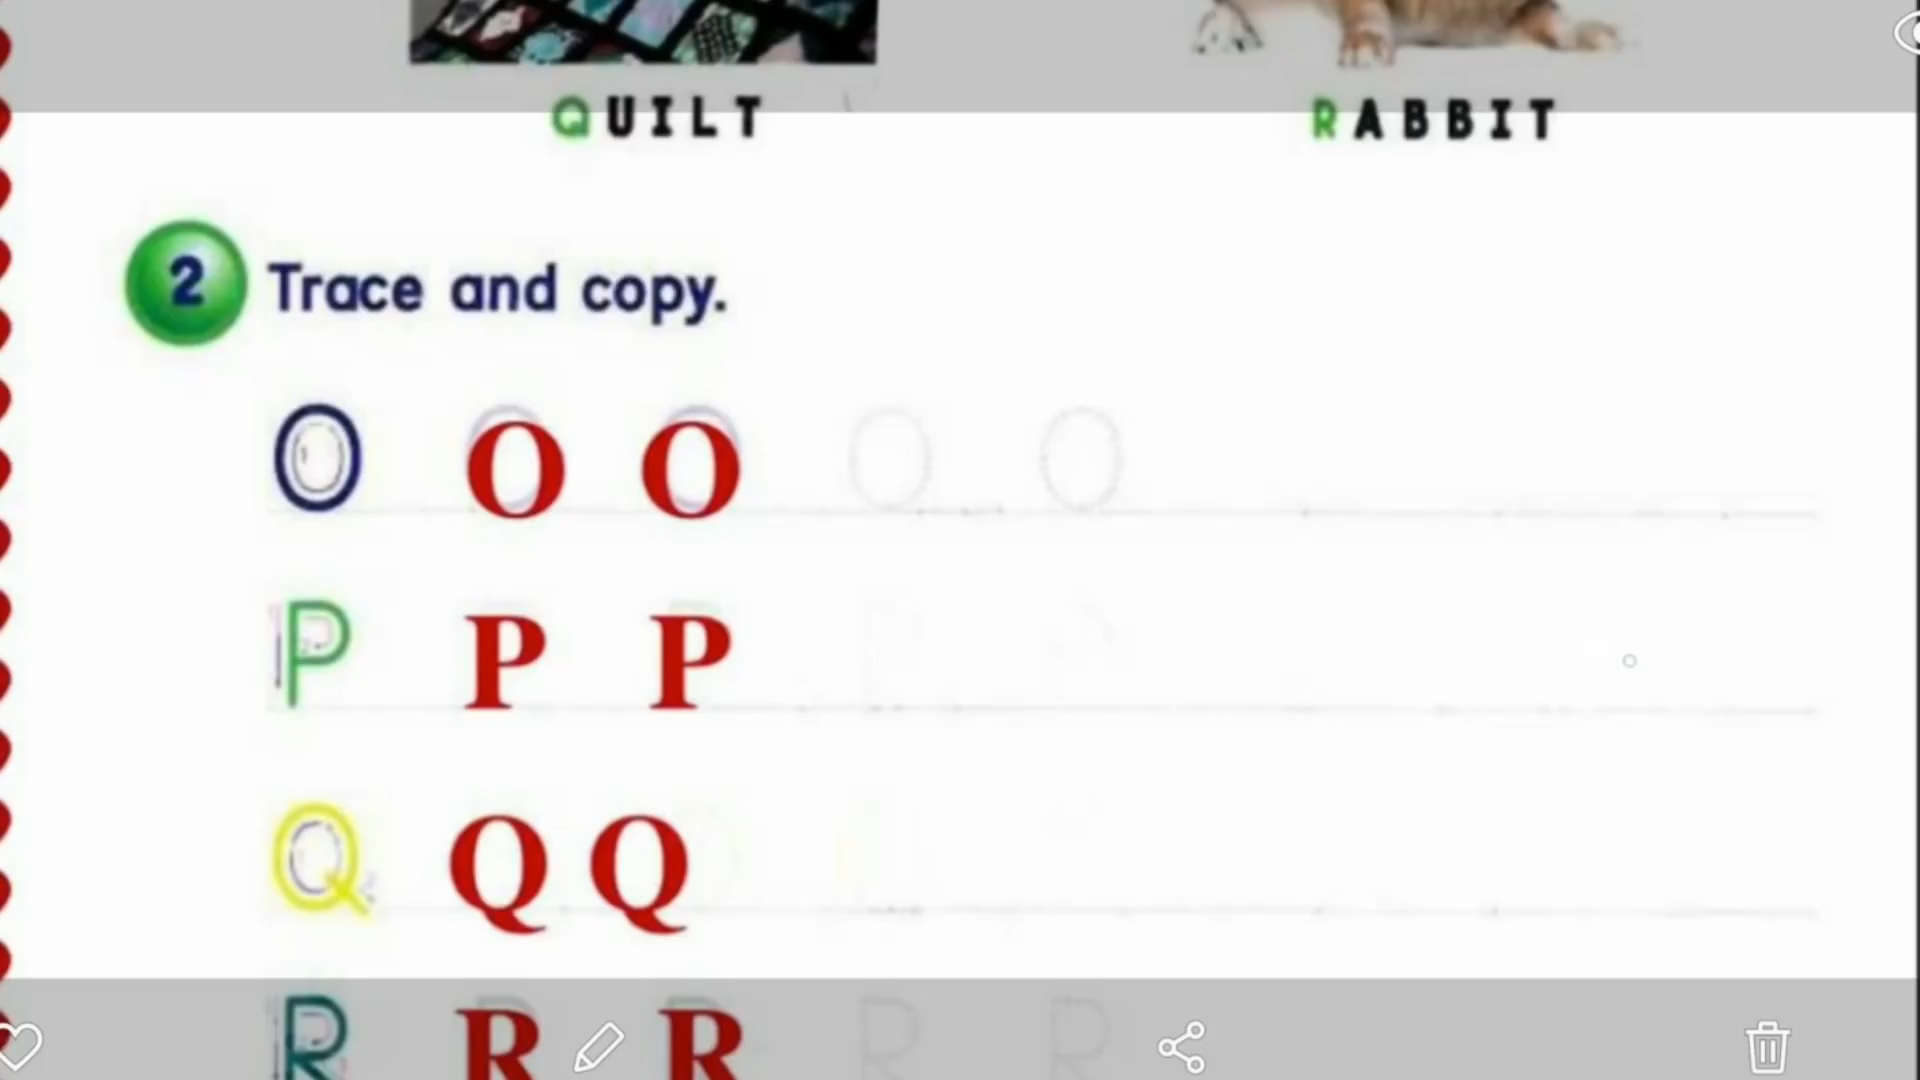 QUILT RABBIT
2 Trace and copy.
O O O O O
P P P
Q Q Q
R R R R R